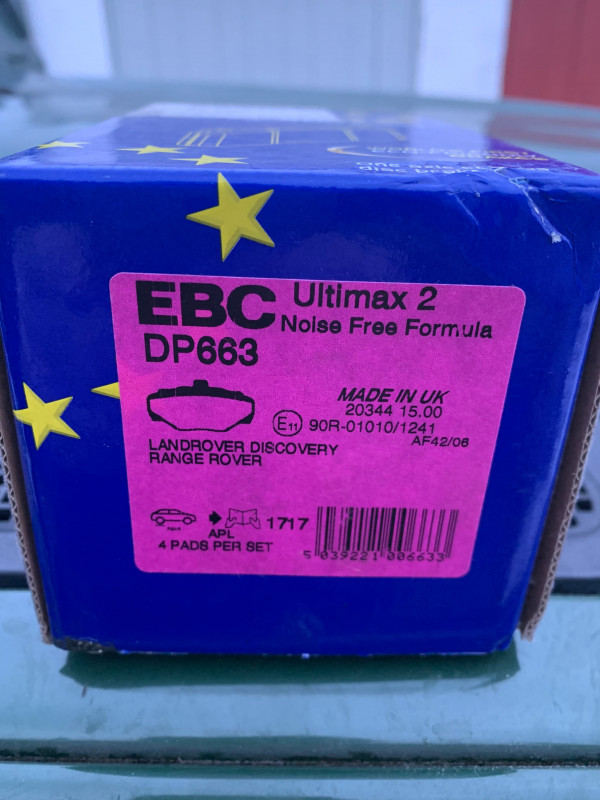 EBC Ultimax 2
Noise Free Formula
DP663
MADE IN UK
20344 15.00
E11 90R-01010/1241
AF42/06
LANDROVER DISCOVERY
RANGE ROVER
1717
APL
4 PADS PER SET
5 039221 006633